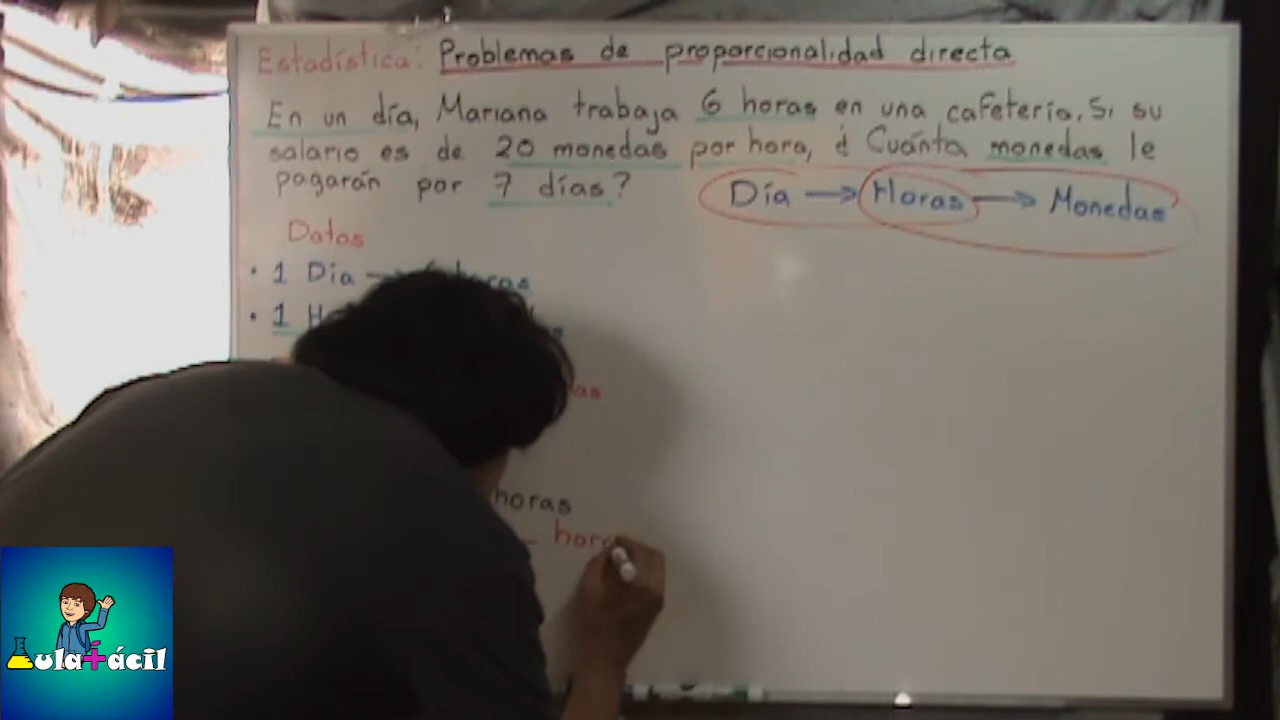 Estadística: Problemas de proporcionalidad directa
En un día, Mariana trabaja 6 horas en una cafetería. Si su
salario es de 20 monedas por hora, ¿ Cuánta monedas le
pagarán por 7 días?
Día → Horas → Monedas
Datos
• 1 Día → horas
• 1
horas
horas
Aulafácil